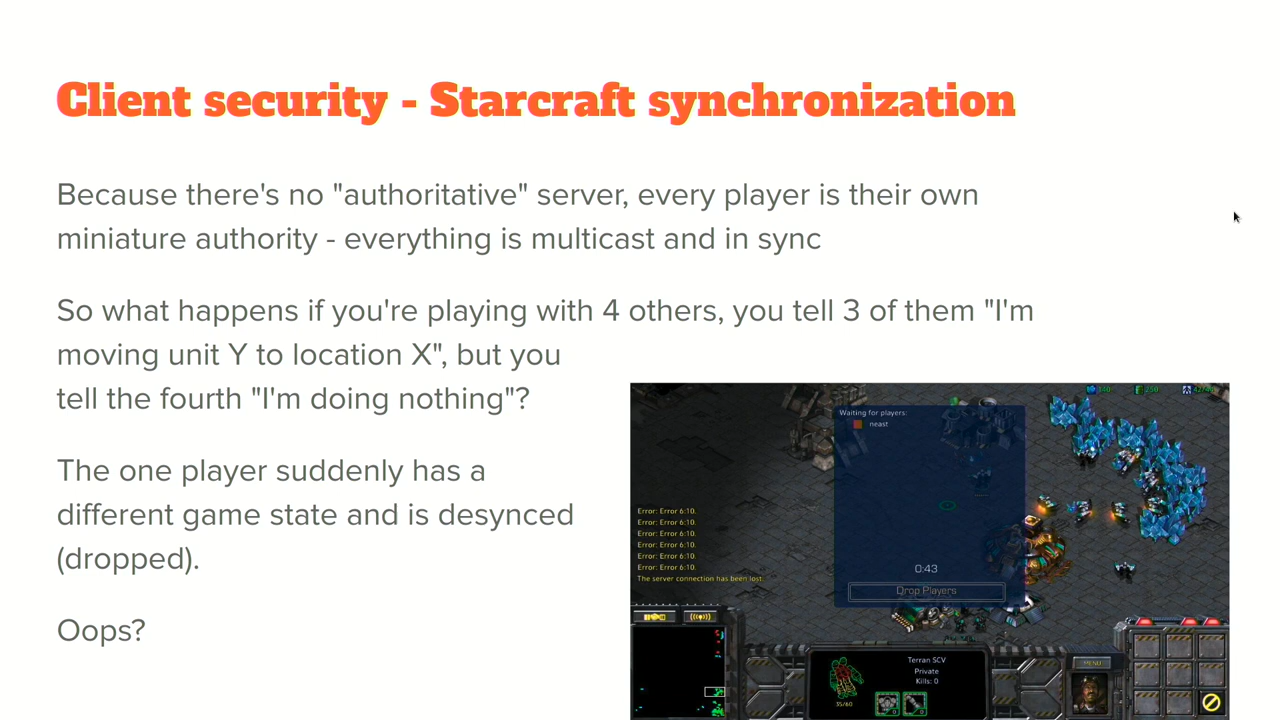 Client security - Starcraft synchronization
Because there's no "authoritative" server, every player is their own
miniature authority - everything is multicast and in sync
So what happens if you're playing with 4 others, you tell 3 of them "I'm
moving unit Y to location X", but you
tell the fourth "I'm doing nothing"?
The one player suddenly has a
different game state and is desynced
(dropped).
Oops?
Waiting for players:
neast
Error: Error 6:10.
Error: Error 6:10.
Error: Error 6:10.
Error: Error 6:10.
Error: Error 6:10.
Error: Error 6:10.
The server connection has been lost
0:43
Drop Players
Terran SCV
Private
Kills: 0
55/60
MENU